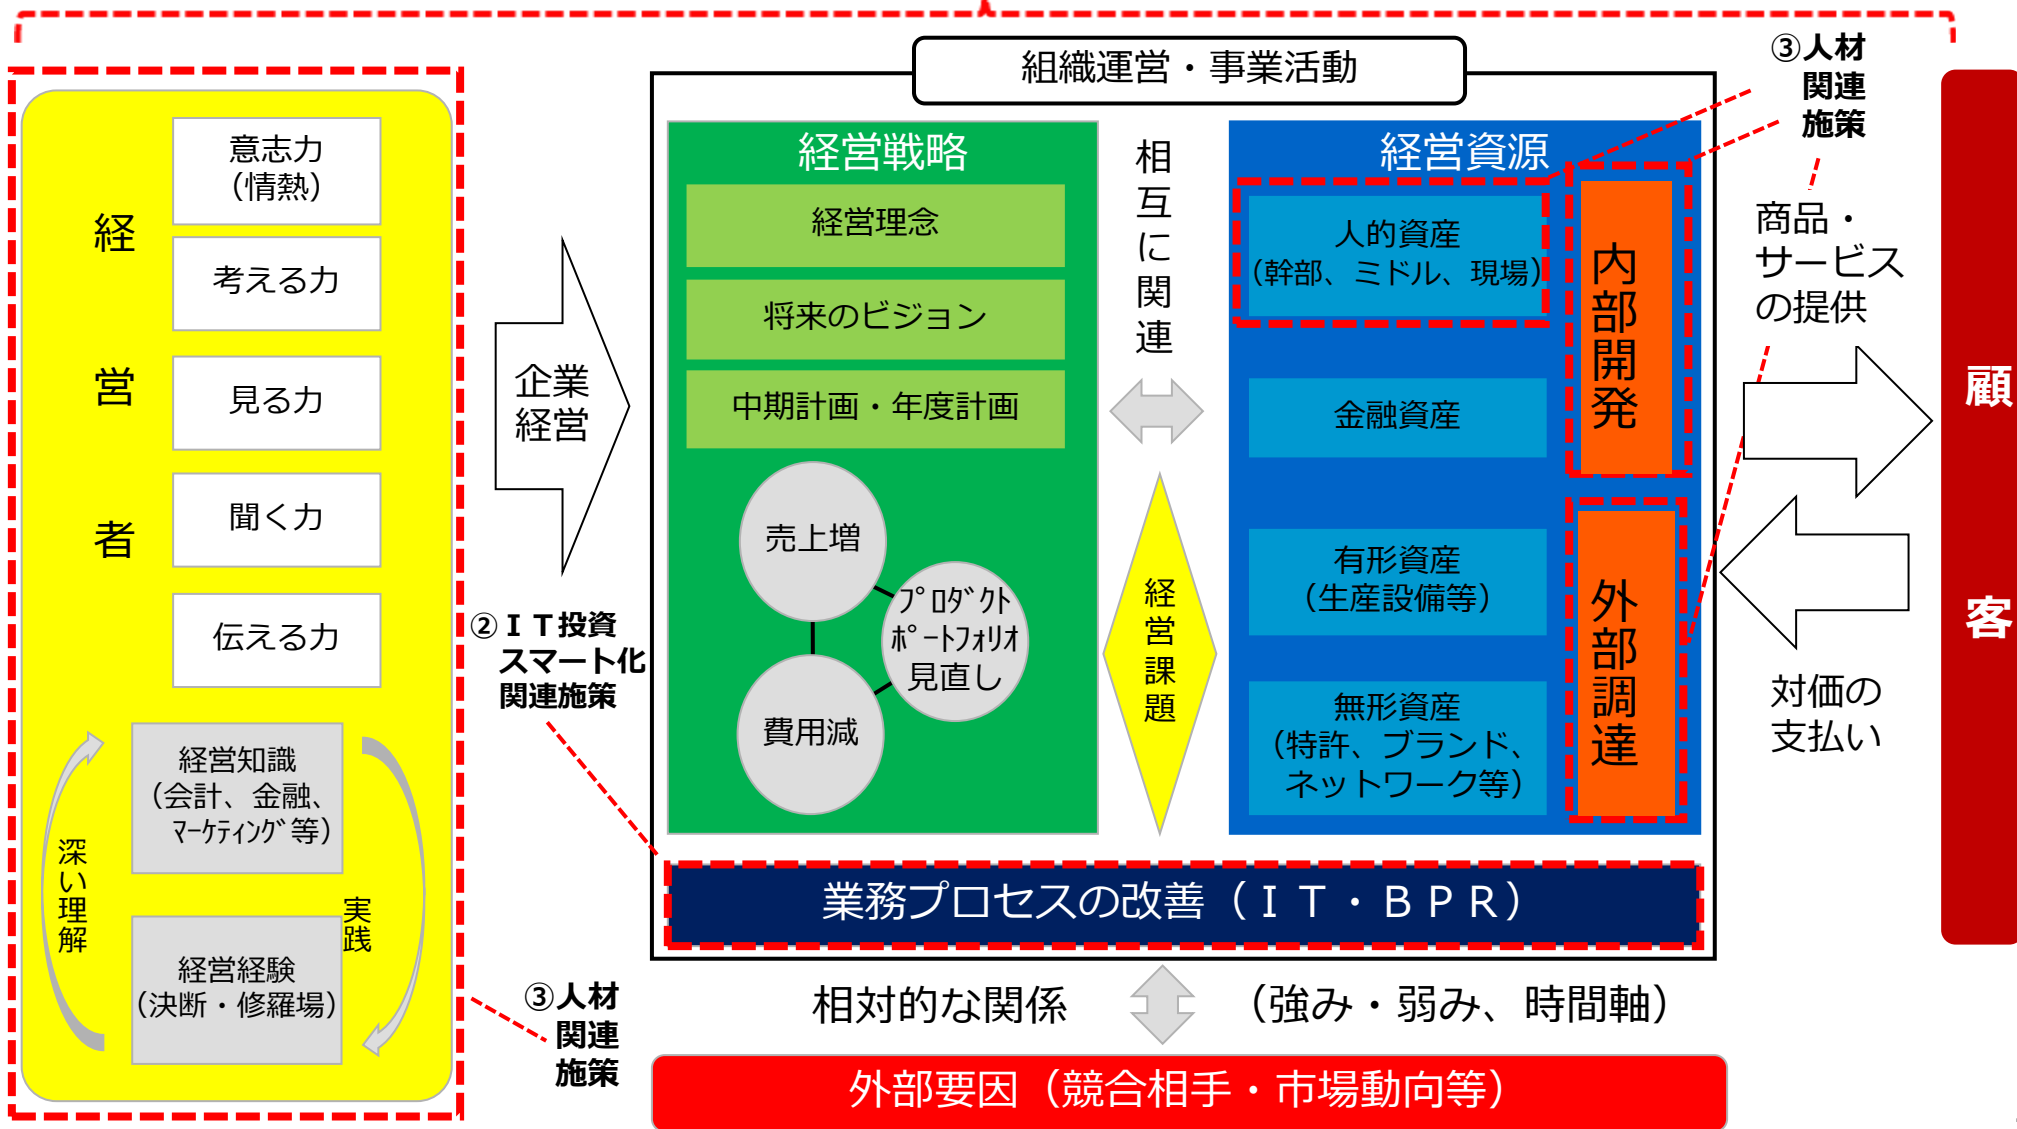 経
営
者
意志力
（情熱）
考える力
見る力
聞く力
伝える力
経営知識
（会計、金融、
ﾏｰｹﾃｨﾝｸﾞ等）
深い理解
実践
経営経験
（決断・修羅場）
企業
経営
②ＩＴ投資
スマート化
関連施策
③人材
関連
施策
組織運営・事業活動
経営戦略
経営理念
将来のビジョン
中期計画・年度計画
売上増
ﾌﾟﾛﾀﾞｸﾄ
ﾎﾟｰﾄﾌｫﾘｵ
見直し
費用減
相互に関連
経営課題
経営資源
人的資産
（幹部、ミドル、現場）
金融資産
有形資産
（生産設備等）
無形資産
（特許、ブランド、
ネットワーク等）
内部開発
外部調達
業務プロセスの改善（ＩＴ・ＢＰＲ）
相対的な関係
（強み・弱み、時間軸）
外部要因（競合相手・市場動向等）
③人材
関連
施策
商品・
サービス
の提供
対価の
支払い
顧
客